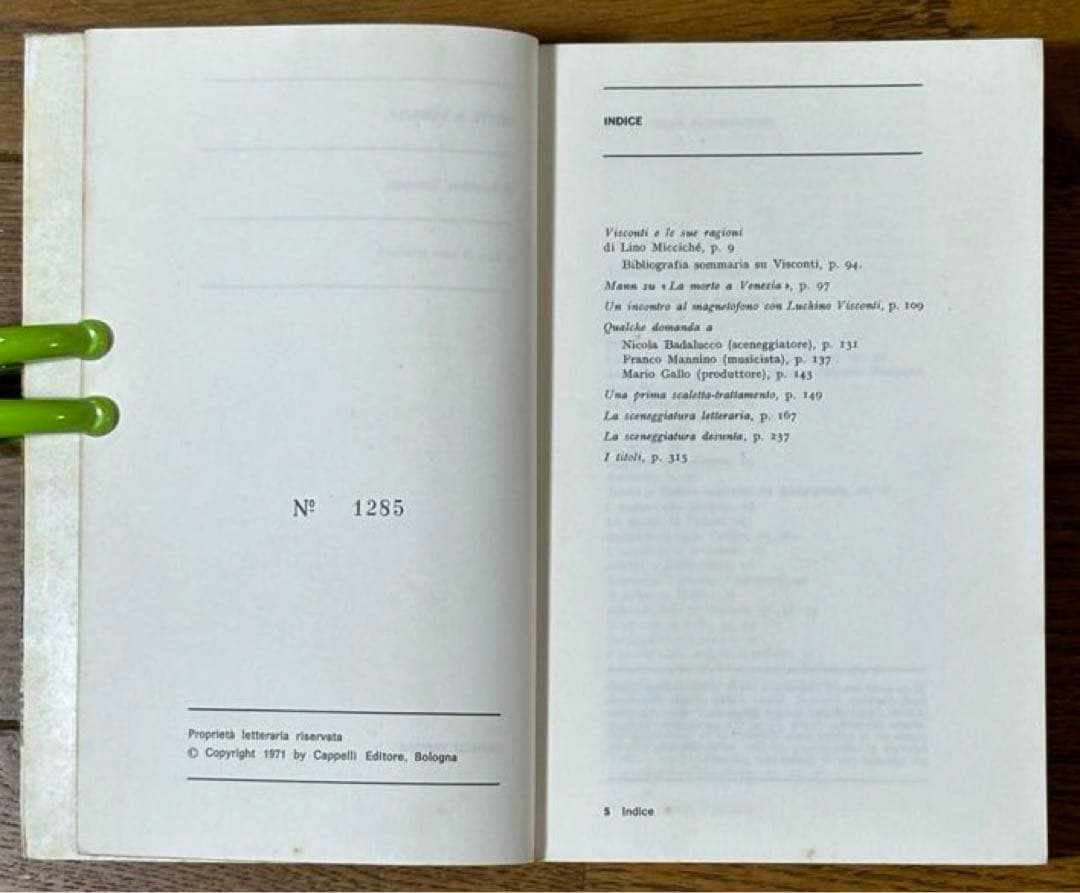 Nº 1285
Proprietà letteraria riservata
© Copyright 1971 by Cappelli Editore, Bologna
INDICE
Visconti e le sue ragioni
di Lino Micciché, p. 9
Bibliografia sommaria su Visconti, p. 94.
Mann su « La morte a Venezia », p. 97
Un incontro al magnetofono con Luchino Visconti, p. 109
Qualche domanda a
Nicola Badalucco (sceneggiatore), p. 131
Franco Mannino (musicista), p. 137
Mario Gallo (produttore), p. 143
Una prima scaletta-trattamento, p. 149
La sceneggiatura letteraria, p. 167
La sceneggiatura desunta, p. 237
I titoli, p. 315
5 Indice